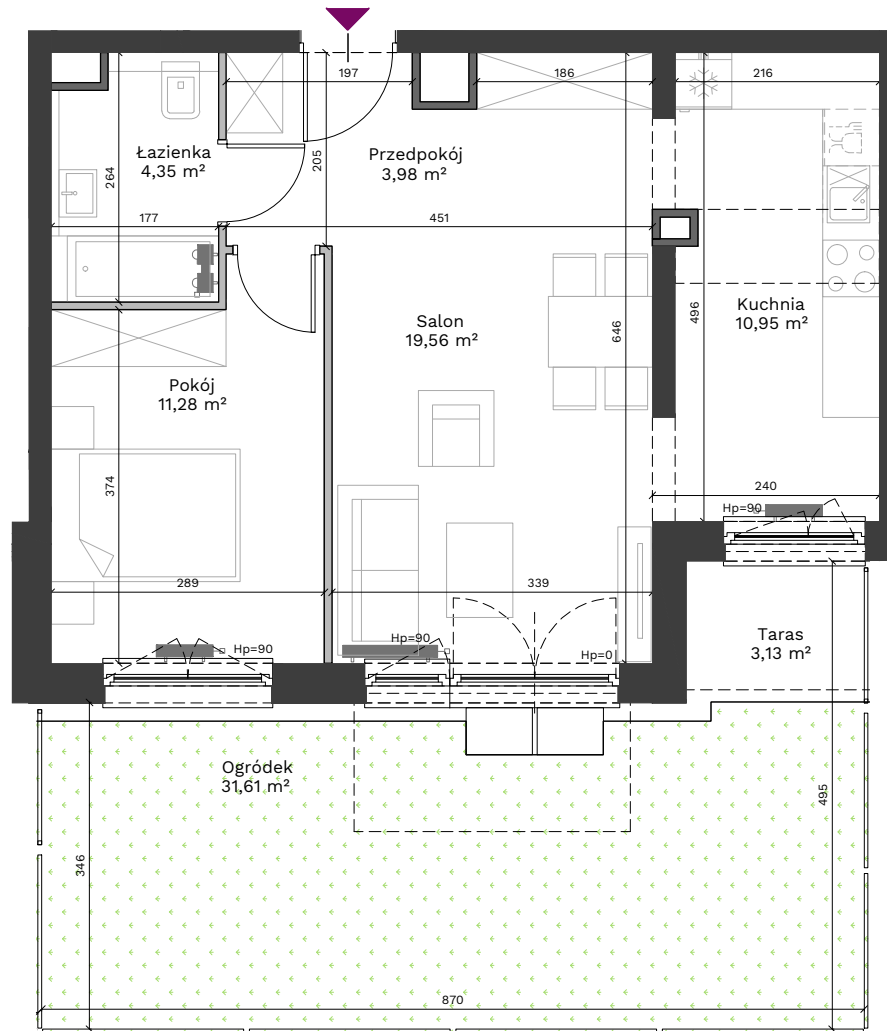 197
186
216
Łazienka
4,35 m²
Przedpokój
3,98 m²
264
205
177
451
Kuchnia
10,95 m²
Salon
19,56 m²
646
496
Pokój
11,28 m²
374
240
Hp=90
289
339
Hp=90
Hp=90
Hp=0
Taras
3,13 m²
Ogródek
31,61 m²
346
495
870